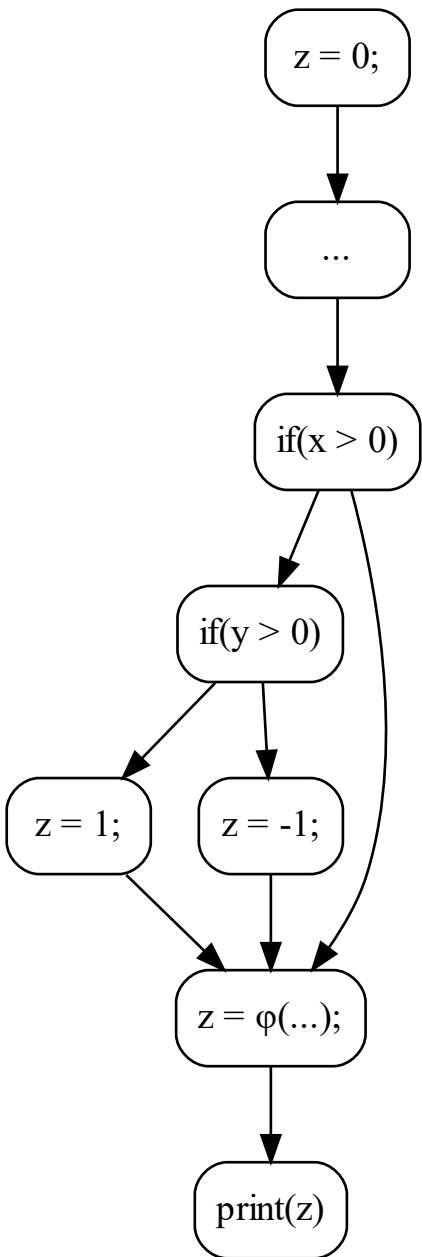 z = 0;
...
if(x > 0)
if(y > 0)
z = 1;
z = -1;
z = φ(...);
print(z)